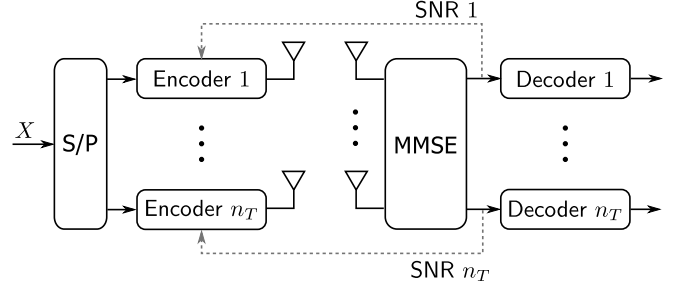 SNR 1
Encoder 1
Decoder 1
X
S/P
MMSE
Encoder n_T
Decoder n_T
SNR n_T